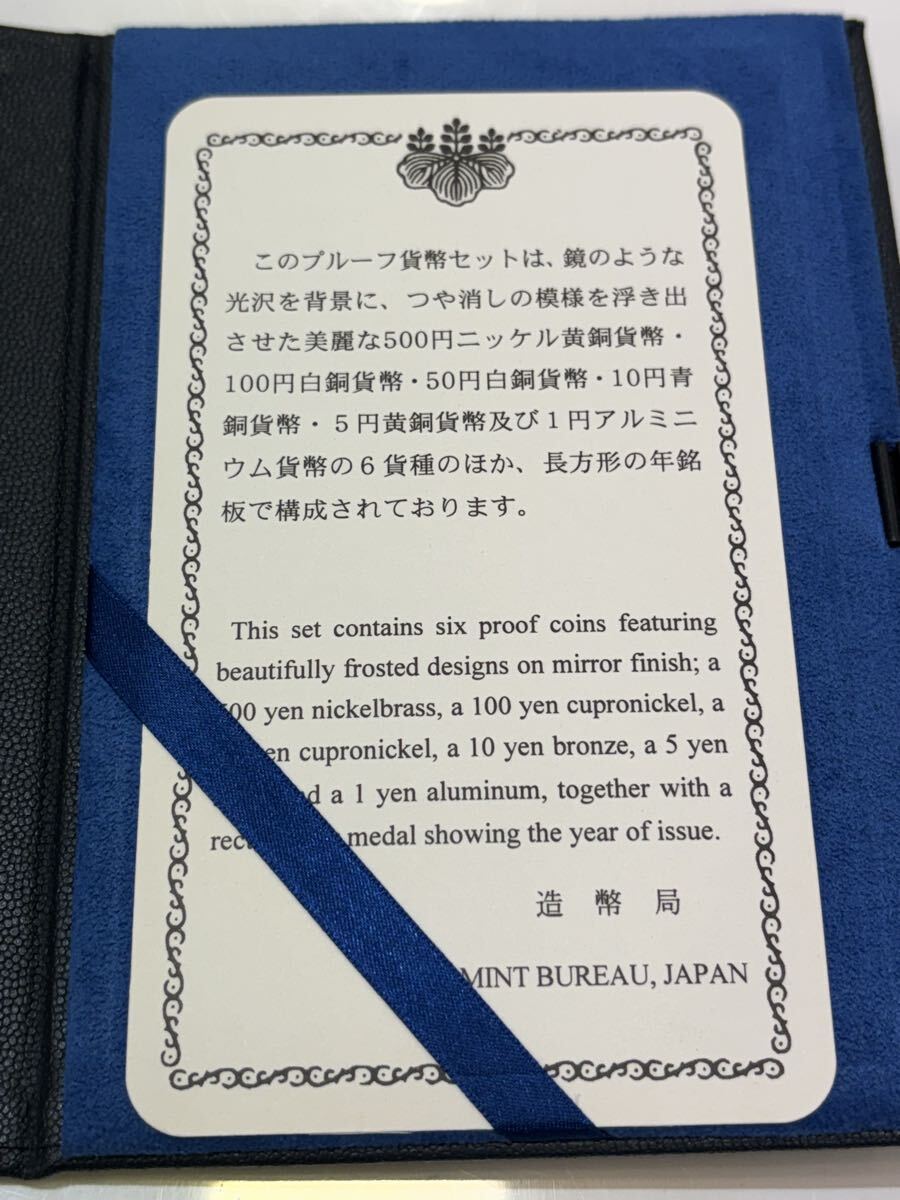 このプルーフ貨幣セットは、鏡のような
光沢を背景に、つや消しの模様を浮き出
させた美麗な500円ニッケル黄銅貨幣・
100円白銅貨幣・50円白銅貨幣・10円青
銅貨幣・5円黄銅貨幣及び1円アルミニ
ウム貨幣の6貨種のほか、長方形の年銘
板で構成されております。
This set contains six proof coins featuring
beautifully frosted designs on mirror finish; a
00 yen nickelbrass, a 100 yen cupronickel, a
en cupronickel, a 10 yen bronze, a 5 yen
d a 1 yen aluminum, together with a
rect medal showing the year of issue.
造幣局
MINT BUREAU, JAPAN